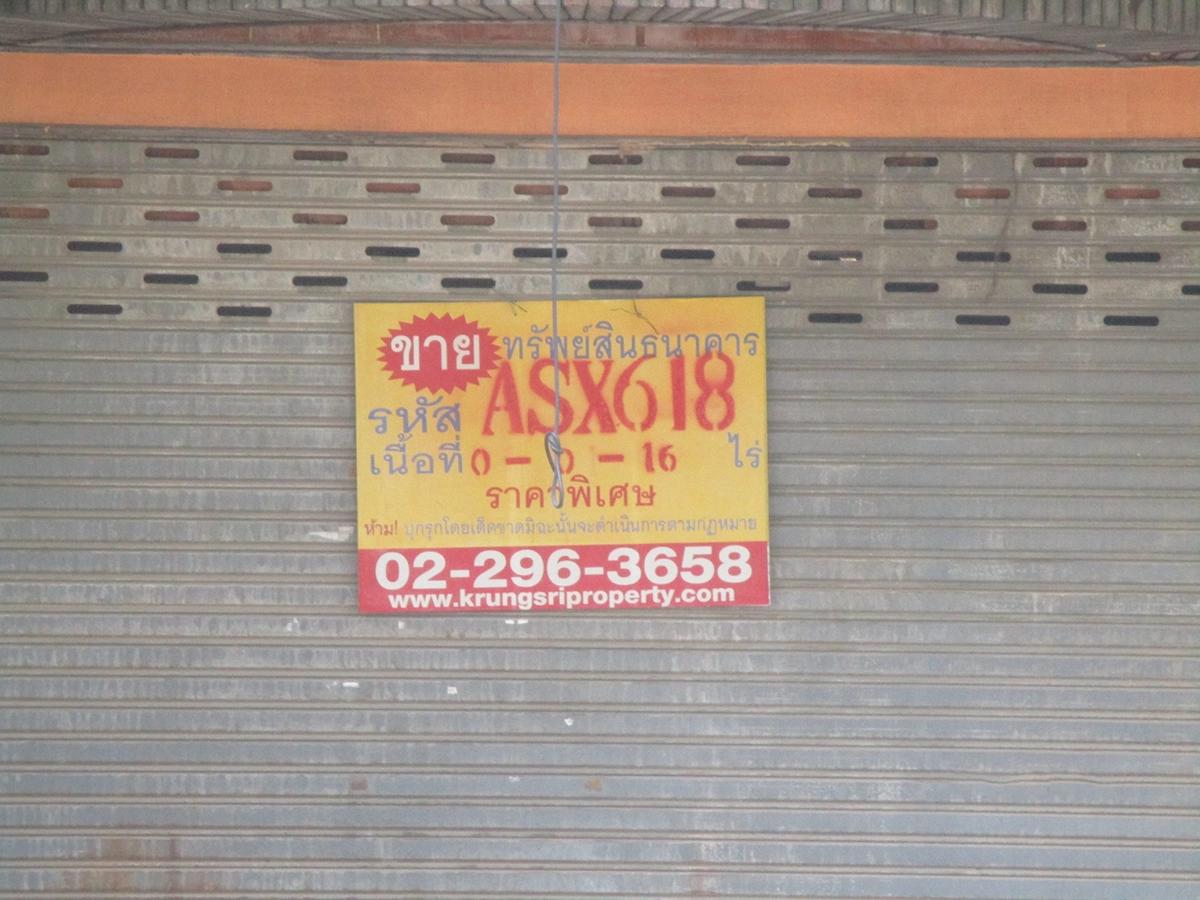 ขาย ทรัพย์สินธนาคาร
รหัส ASX618
เนื้อที่ 0 - 0 - 16 ไร่
ราคาพิเศษ
ห้าม! บุกรุกโดยเด็ดขาดมิฉะนั้นจะดำเนินการตามกฎหมาย
02-296-3658
www.krungsriproperty.com